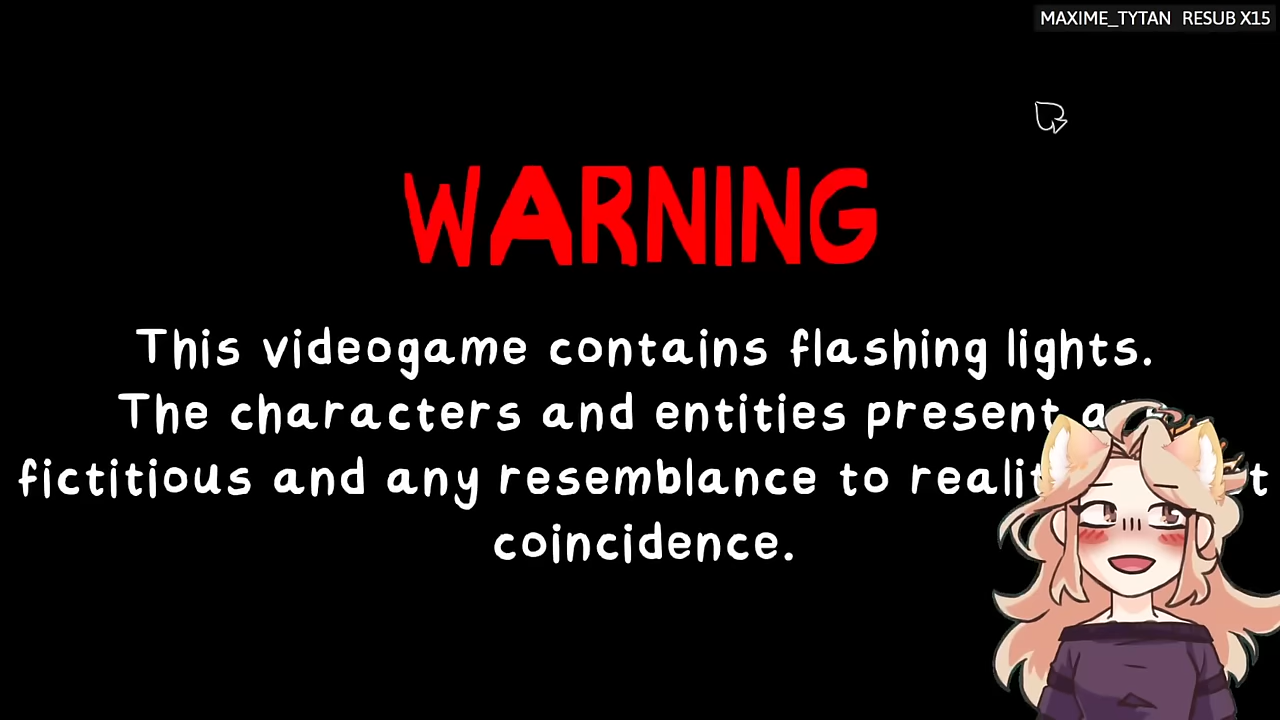 MAXIME_TYTAN RESUB X15
WARNING
This videogame contains flashing lights.
The characters and entities present
fictitious and any resemblance to
coincidence.